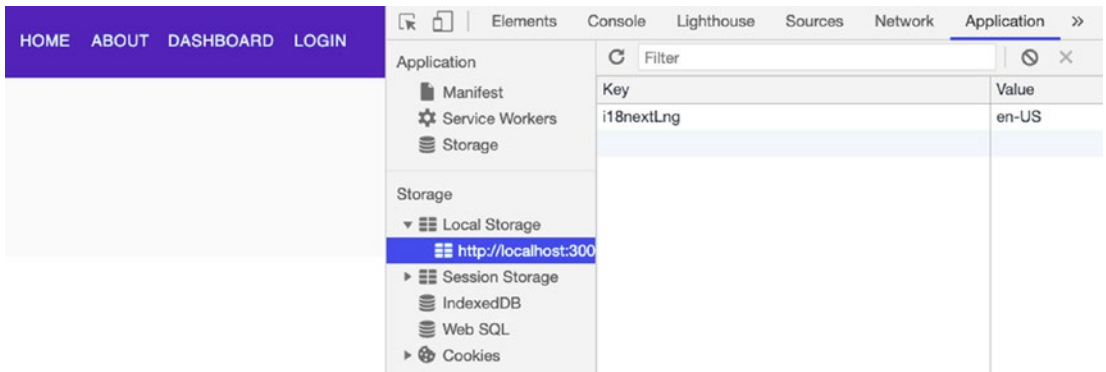 HOME ABOUT DASHBOARD LOGIN
Elements Console Lighthouse Sources Network Application »
Application
Manifest
Service Workers
Storage
Storage
Local Storage
http://localhost:300
Session Storage
IndexedDB
Web SQL
Cookies
Filter
Key Value
i18nextLng en-US